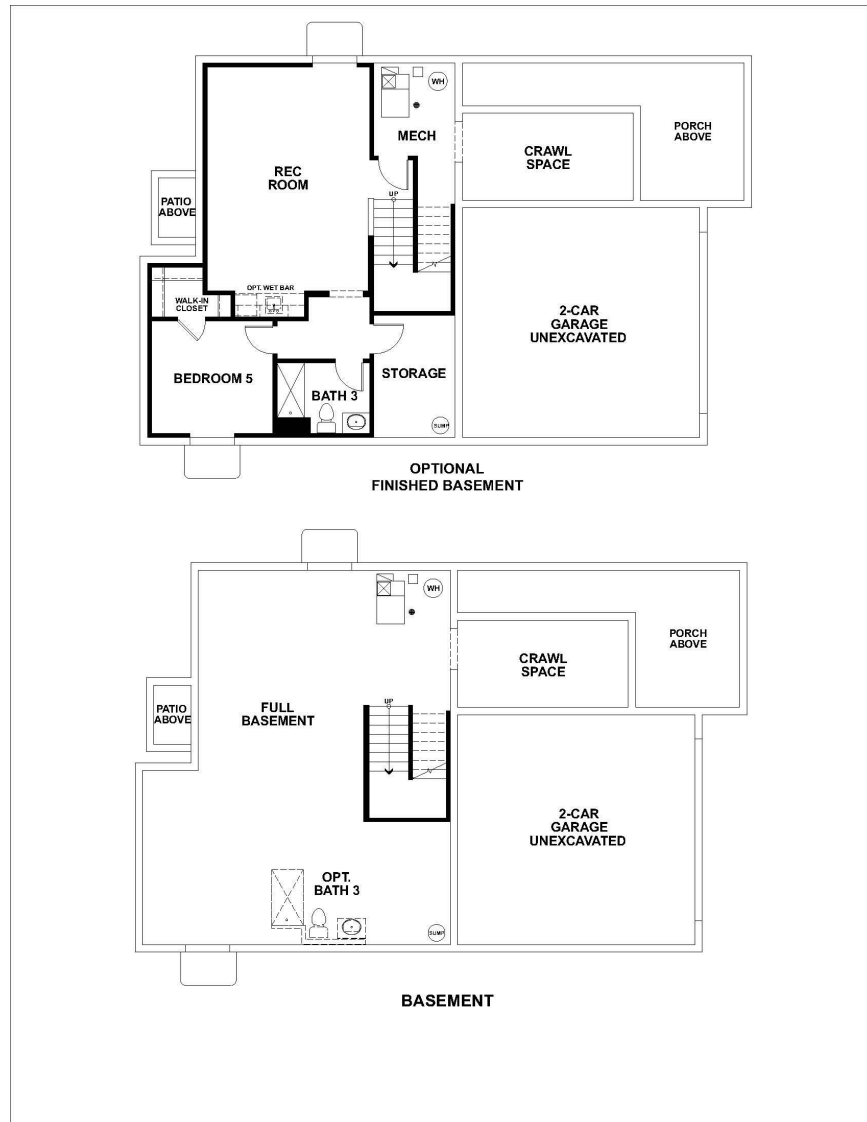 WH
MECH
PORCH
ABOVE
CRAWL
SPACE
REC
ROOM
UP
PATIO
ABOVE
OPT. WET BAR
WALK-IN
CLOSET
2-CAR
GARAGE
UNEXCAVATED
BEDROOM 5
BATH 3
STORAGE
SUMP
OPTIONAL
FINISHED BASEMENT
WH
PORCH
ABOVE
CRAWL
SPACE
UP
PATIO
ABOVE
FULL
BASEMENT
2-CAR
GARAGE
UNEXCAVATED
OPT.
BATH 3
SUMP
BASEMENT